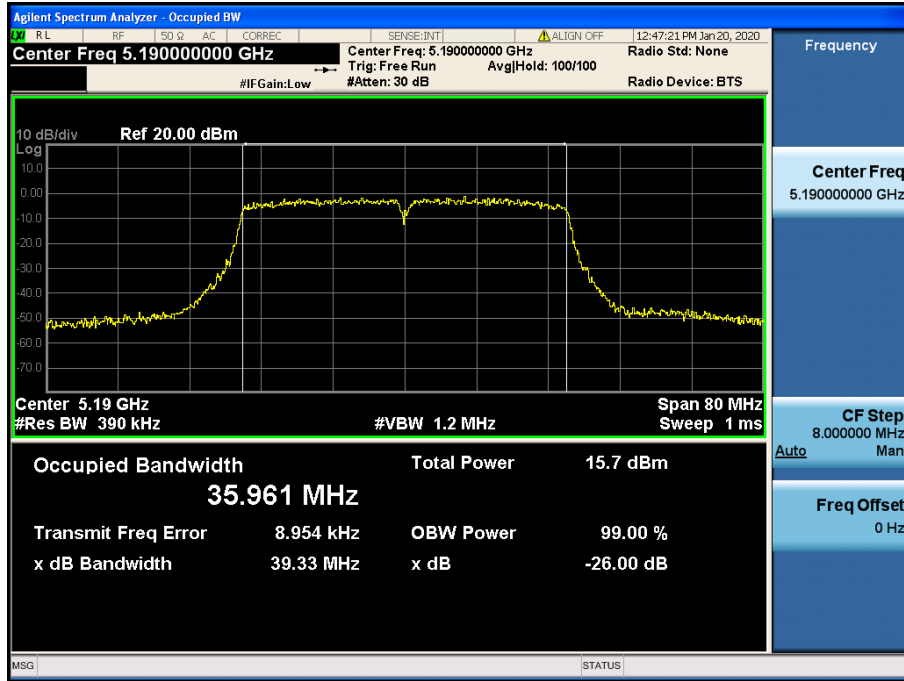 Agilent Spectrum Analyzer - Occupied BW
LXI RL RF 50 Ω AC CORREC SENSE:INT ALIGN OFF 12:47:21 PM Jan 20, 2020
Center Freq 5.190000000 GHz
#IFGain:Low
Center Freq: 5.190000000 GHz
Trig: Free Run Avg|Hold: 100/100
#Atten: 30 dB
Radio Std: None
Radio Device: BTS
10 dB/div Ref 20.00 dBm
Log
10.0
0.00
-10.0
-20.0
-30.0
-40.0
-50.0
-60.0
-70.0
Center 5.19 GHz Span 80 MHz
#Res BW 390 kHz #VBW 1.2 MHz Sweep 1 ms
Occupied Bandwidth Total Power 15.7 dBm
35.961 MHz
Transmit Freq Error 8.954 kHz OBW Power 99.00 %
x dB Bandwidth 39.33 MHz x dB -26.00 dB
MSG STATUS
Frequency
Center Freq
5.190000000 GHz
CF Step
8.000000 MHz
Auto Man
Freq Offset
0 Hz